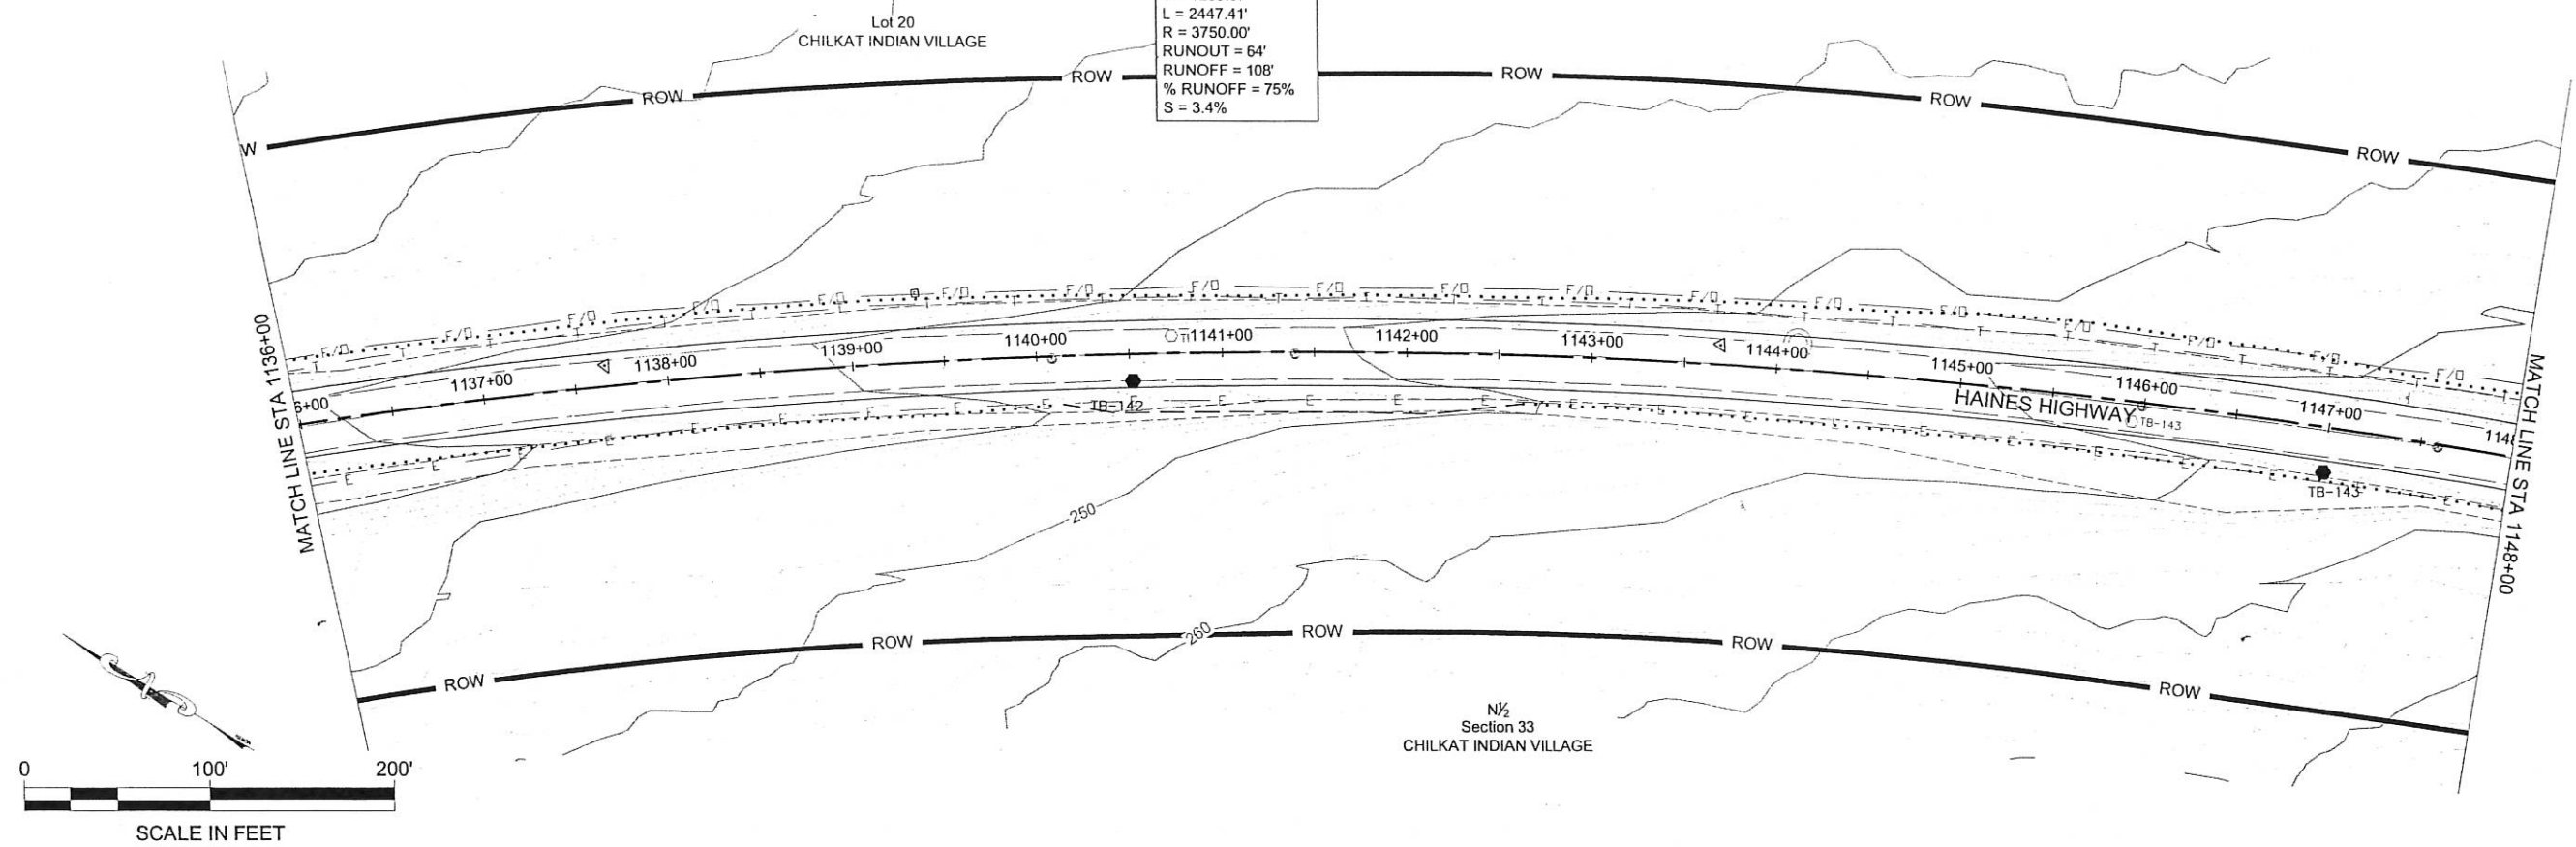 Lot 20
CHILKAT INDIAN VILLAGE
L = 2447.41'
R = 3750.00'
RUNOUT = 64'
RUNOFF = 108'
% RUNOFF = 75%
S = 3.4%
W ROW ROW ROW ROW ROW
F/O F/O F/O F/O F/O F/O F/O F/O F/O F/O F/O F/O F/O F/O F/O F/O F/O F/O
T T T T T T T T T T T T T T T T T T T T T T T T
MATCH LINE STA 1136+00
6+00 1137+00 1138+00 1139+00 1140+00 1141+00 1142+00 1143+00 1144+00 1145+00 1146+00 1147+00 1148
HAINES HIGHWAY
TB-143
TB-142
E E E E E E E E E E E E E E E E E E E E E E E E E
TB-143
MATCH LINE STA 1148+00
250
260
ROW ROW ROW ROW ROW
N½
Section 33
CHILKAT INDIAN VILLAGE
0 100' 200'
SCALE IN FEET